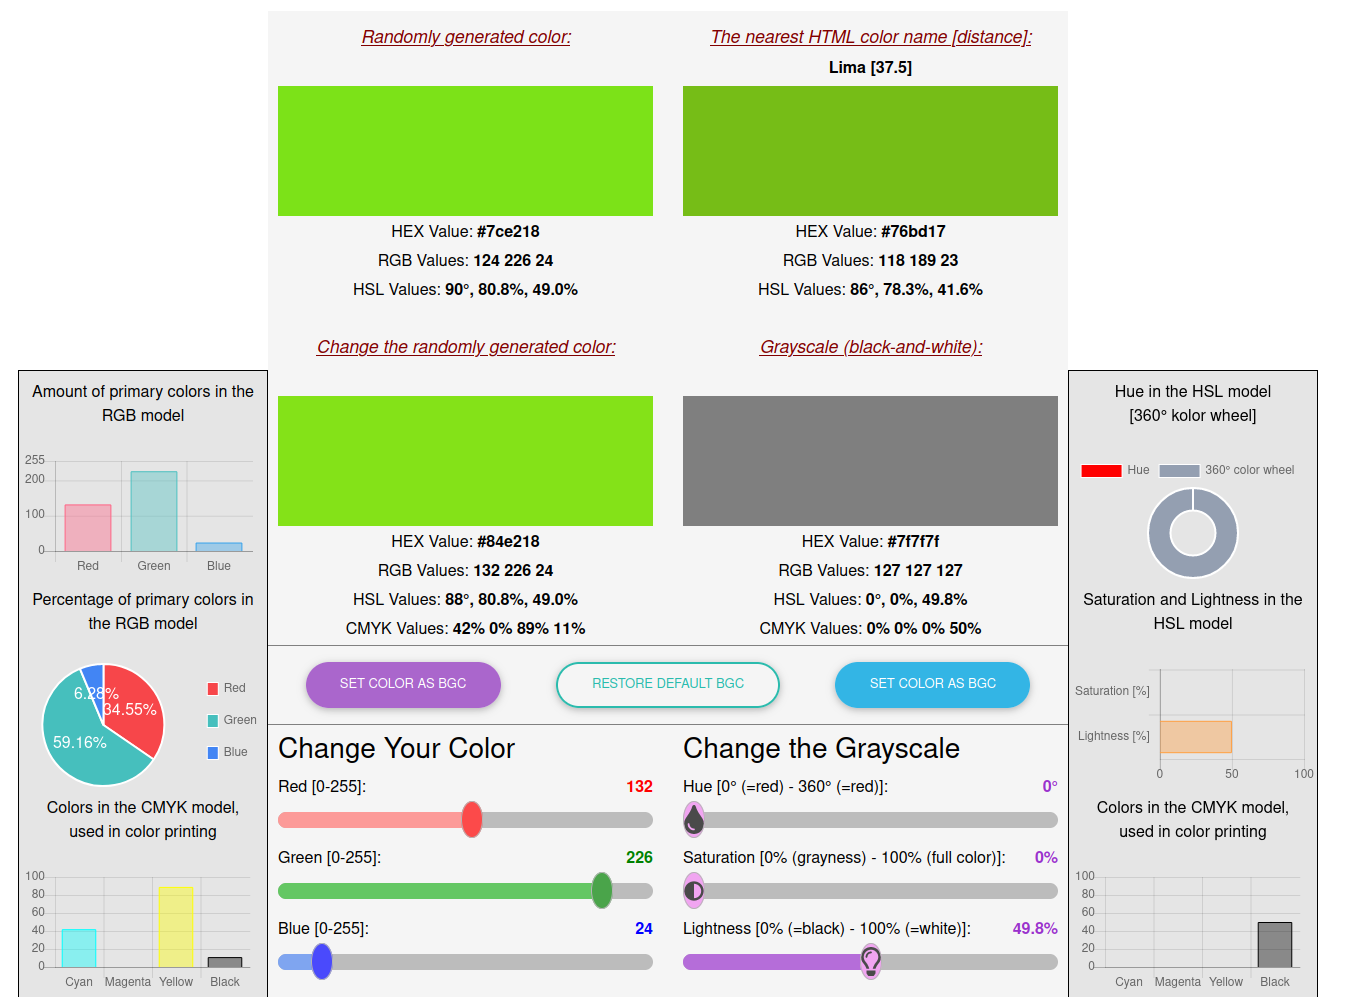 Randomly generated color:
The nearest HTML color name [distance]:
Lima [37.5]
HEX Value: #7ce218
RGB Values: 124 226 24
HSL Values: 90°, 80.8%, 49.0%
HEX Value: #76bd17
RGB Values: 118 189 23
HSL Values: 86°, 78.3%, 41.6%
Change the randomly generated color:
Grayscale (black-and-white):
HEX Value: #84e218
RGB Values: 132 226 24
HSL Values: 88°, 80.8%, 49.0%
CMYK Values: 42% 0% 89% 11%
HEX Value: #7f7f7f
RGB Values: 127 127 127
HSL Values: 0°, 0%, 49.8%
CMYK Values: 0% 0% 0% 50%
SET COLOR AS BGC
RESTORE DEFAULT BGC
SET COLOR AS BGC
Change Your Color
Red [0-255]:
132
Green [0-255]:
226
Blue [0-255]:
24
Change the Grayscale
Hue [0° (=red) - 360° (=red)]:
0°
Saturation [0% (grayness) - 100% (full color)]:
0%
Lightness [0% (=black) - 100% (=white)]:
49.8%
Amount of primary colors in the
RGB model
255
200
100
0
Red
Green
Blue
Percentage of primary colors in
the RGB model
6.28%
34.55%
59.16%
Red
Green
Blue
Colors in the CMYK model,
used in color printing
100
80
60
40
20
0
Cyan
Magenta
Yellow
Black
Hue in the HSL model
[360° kolor wheel]
Hue
360° color wheel
Saturation and Lightness in the
HSL model
Saturation [%]
Lightness [%]
0
50
100
Colors in the CMYK model,
used in color printing
100
80
60
40
20
0
Cyan
Magenta
Yellow
Black